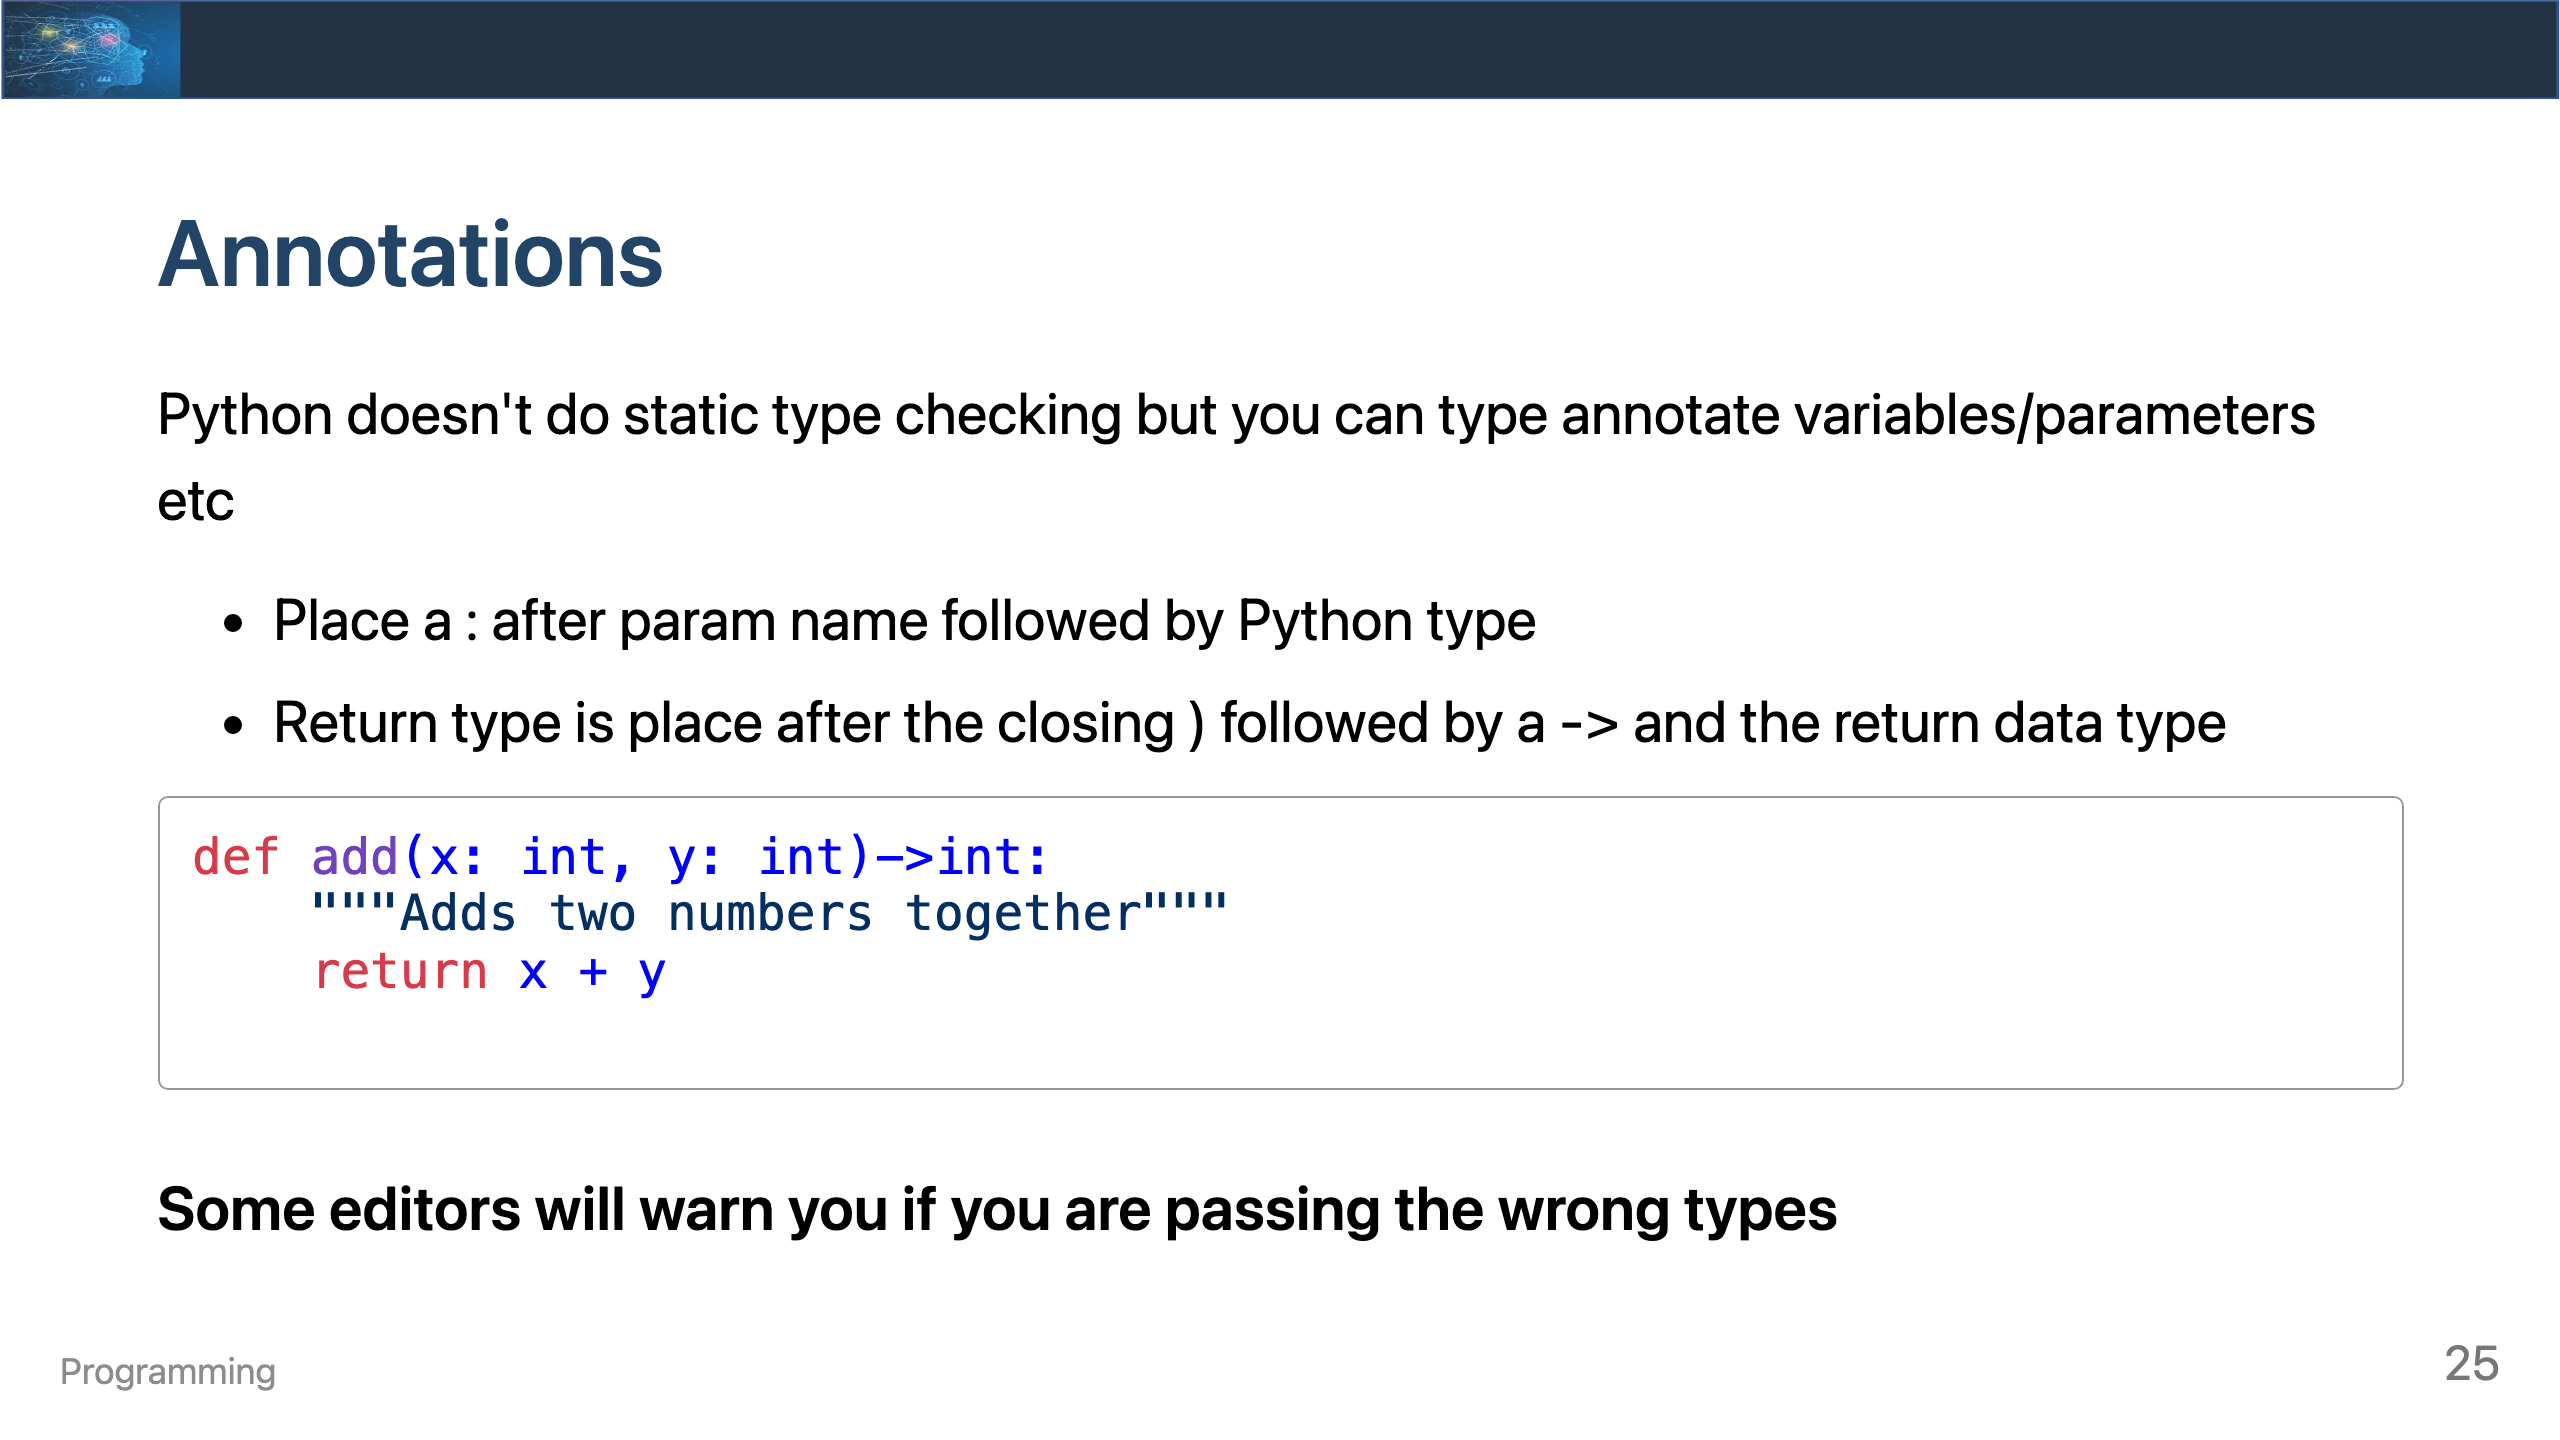 Annotations
Python doesn't do static type checking but you can type annotate variables/parameters
etc
• Place a : after param name followed by Python type
• Return type is place after the closing ) followed by a -> and the return data type
def add(x: int, y: int)->int:
    """Adds two numbers together"""
    return x + y
Some editors will warn you if you are passing the wrong types
Programming
25